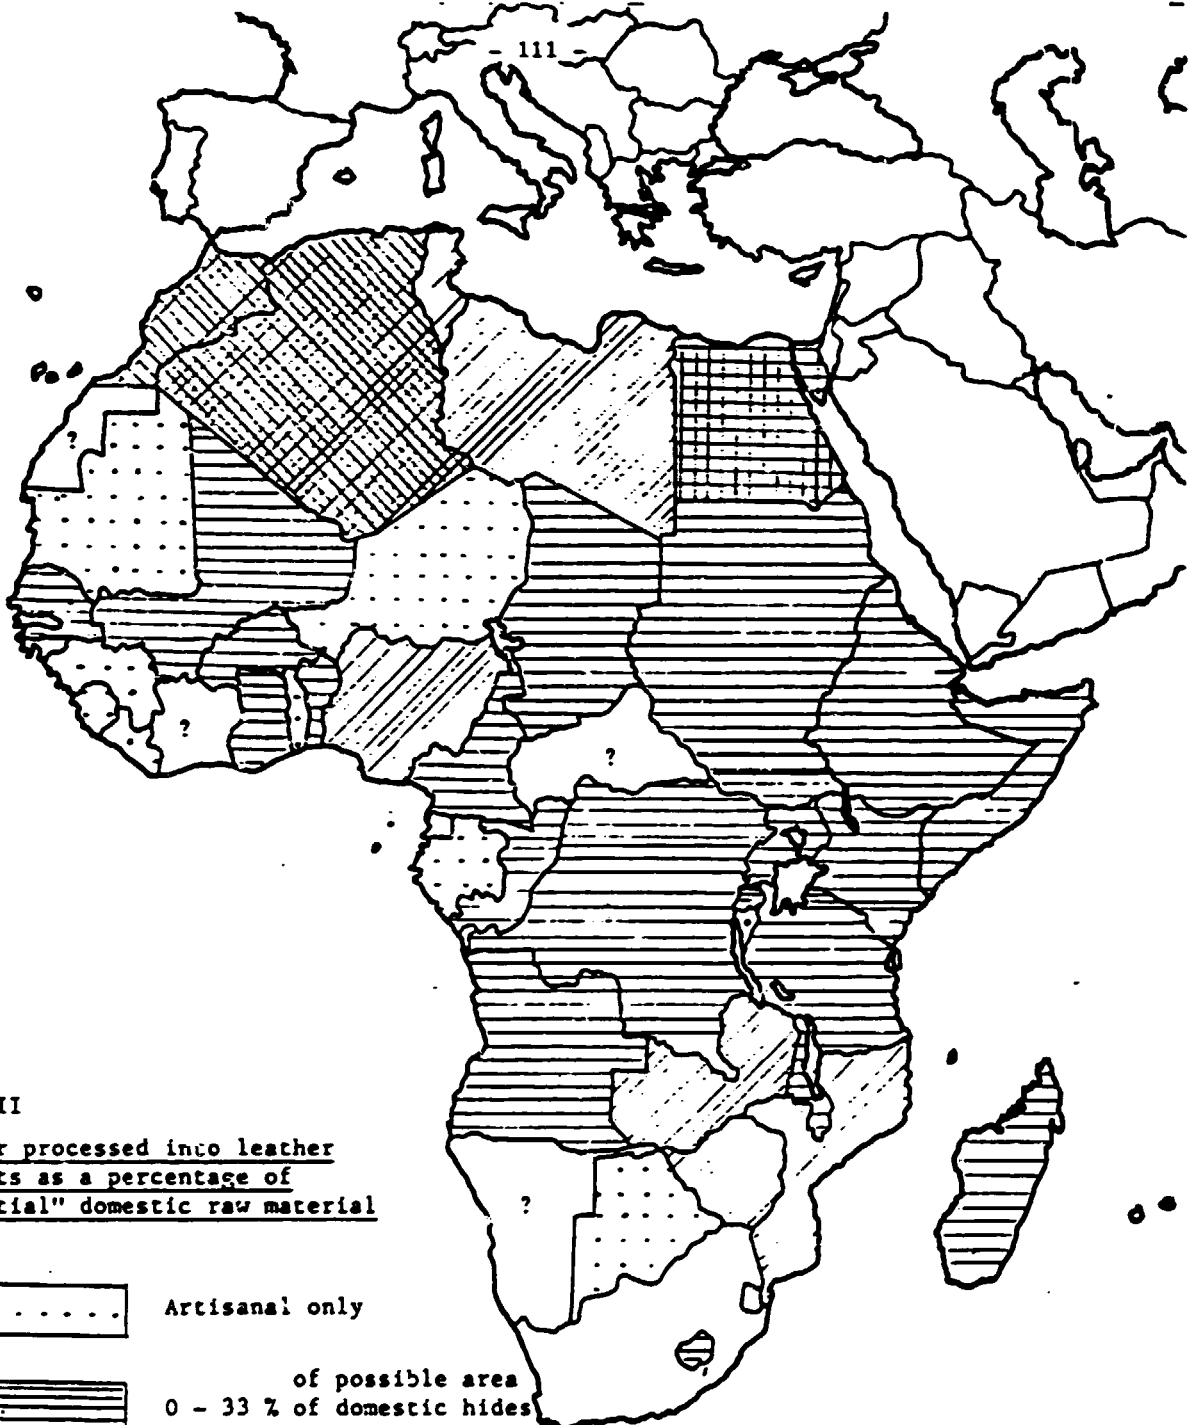 - 111 -
?
?
?
?
II
r processed into leather
ts as a percentage of
tial" domestic raw material
Artisanal only
of possible area
0 - 33 % of domestic hides